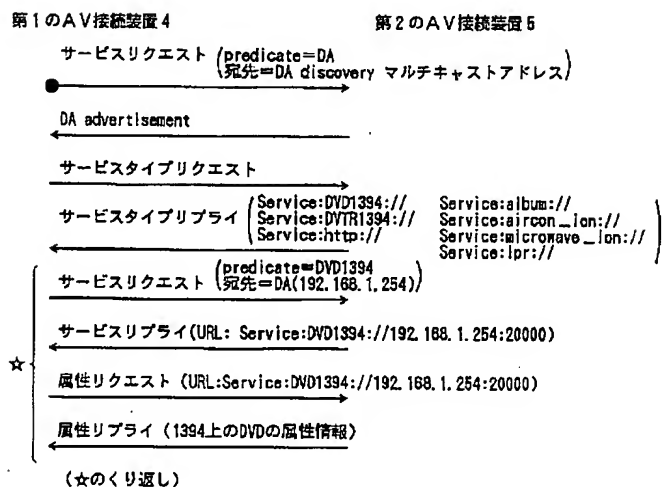 第1のAV接続装置4 第2のAV接続装置5
サービスリクエスト (predicate=DA
宛先=DA discovery マルチキャストアドレス)
DA advertisement
サービスタイプリクエスト
サービスタイプリプライ (Service:DVD1394:// Service:album://
Service:DVTR1394:// Service:aircon_lon://
Service:http:// Service:microwave_lon://
Service:lpr://)
サービスリクエスト (predicate=DVD1394
宛先=DA(192.168.1.254))
サービスリプライ(URL: Service:DVD1394://192.168.1.254:20000)
☆
属性リクエスト (URL:Service:DVD1394://192.168.1.254:20000)
属性リプライ (1394上のDVDの属性情報)
(☆のくり返し)